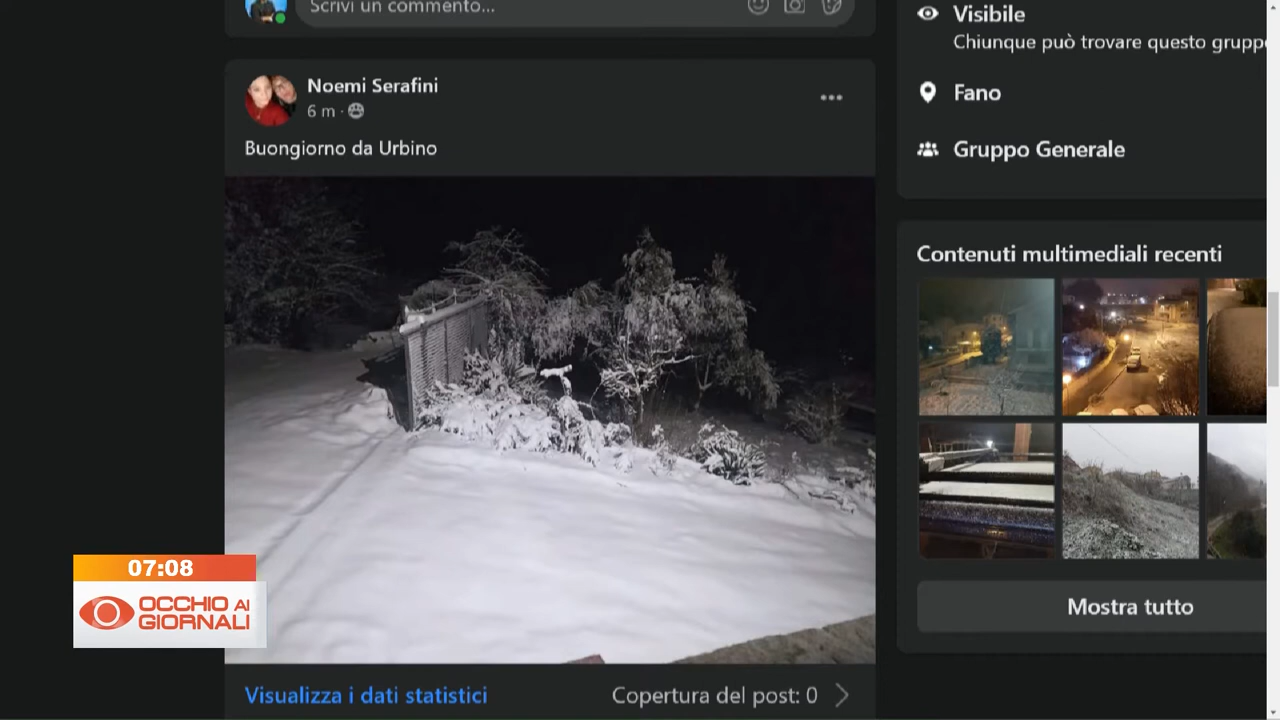 Scrivi un commento...
Noemi Serafini
6 m ·
Buongiorno da Urbino
Visualizza i dati statistici
Copertura del post: 0
Visibile
Chiunque può trovare questo grupp
Fano
Gruppo Generale
Contenuti multimediali recenti
Mostra tutto
07:08
OCCHIO AI
GIORNALI